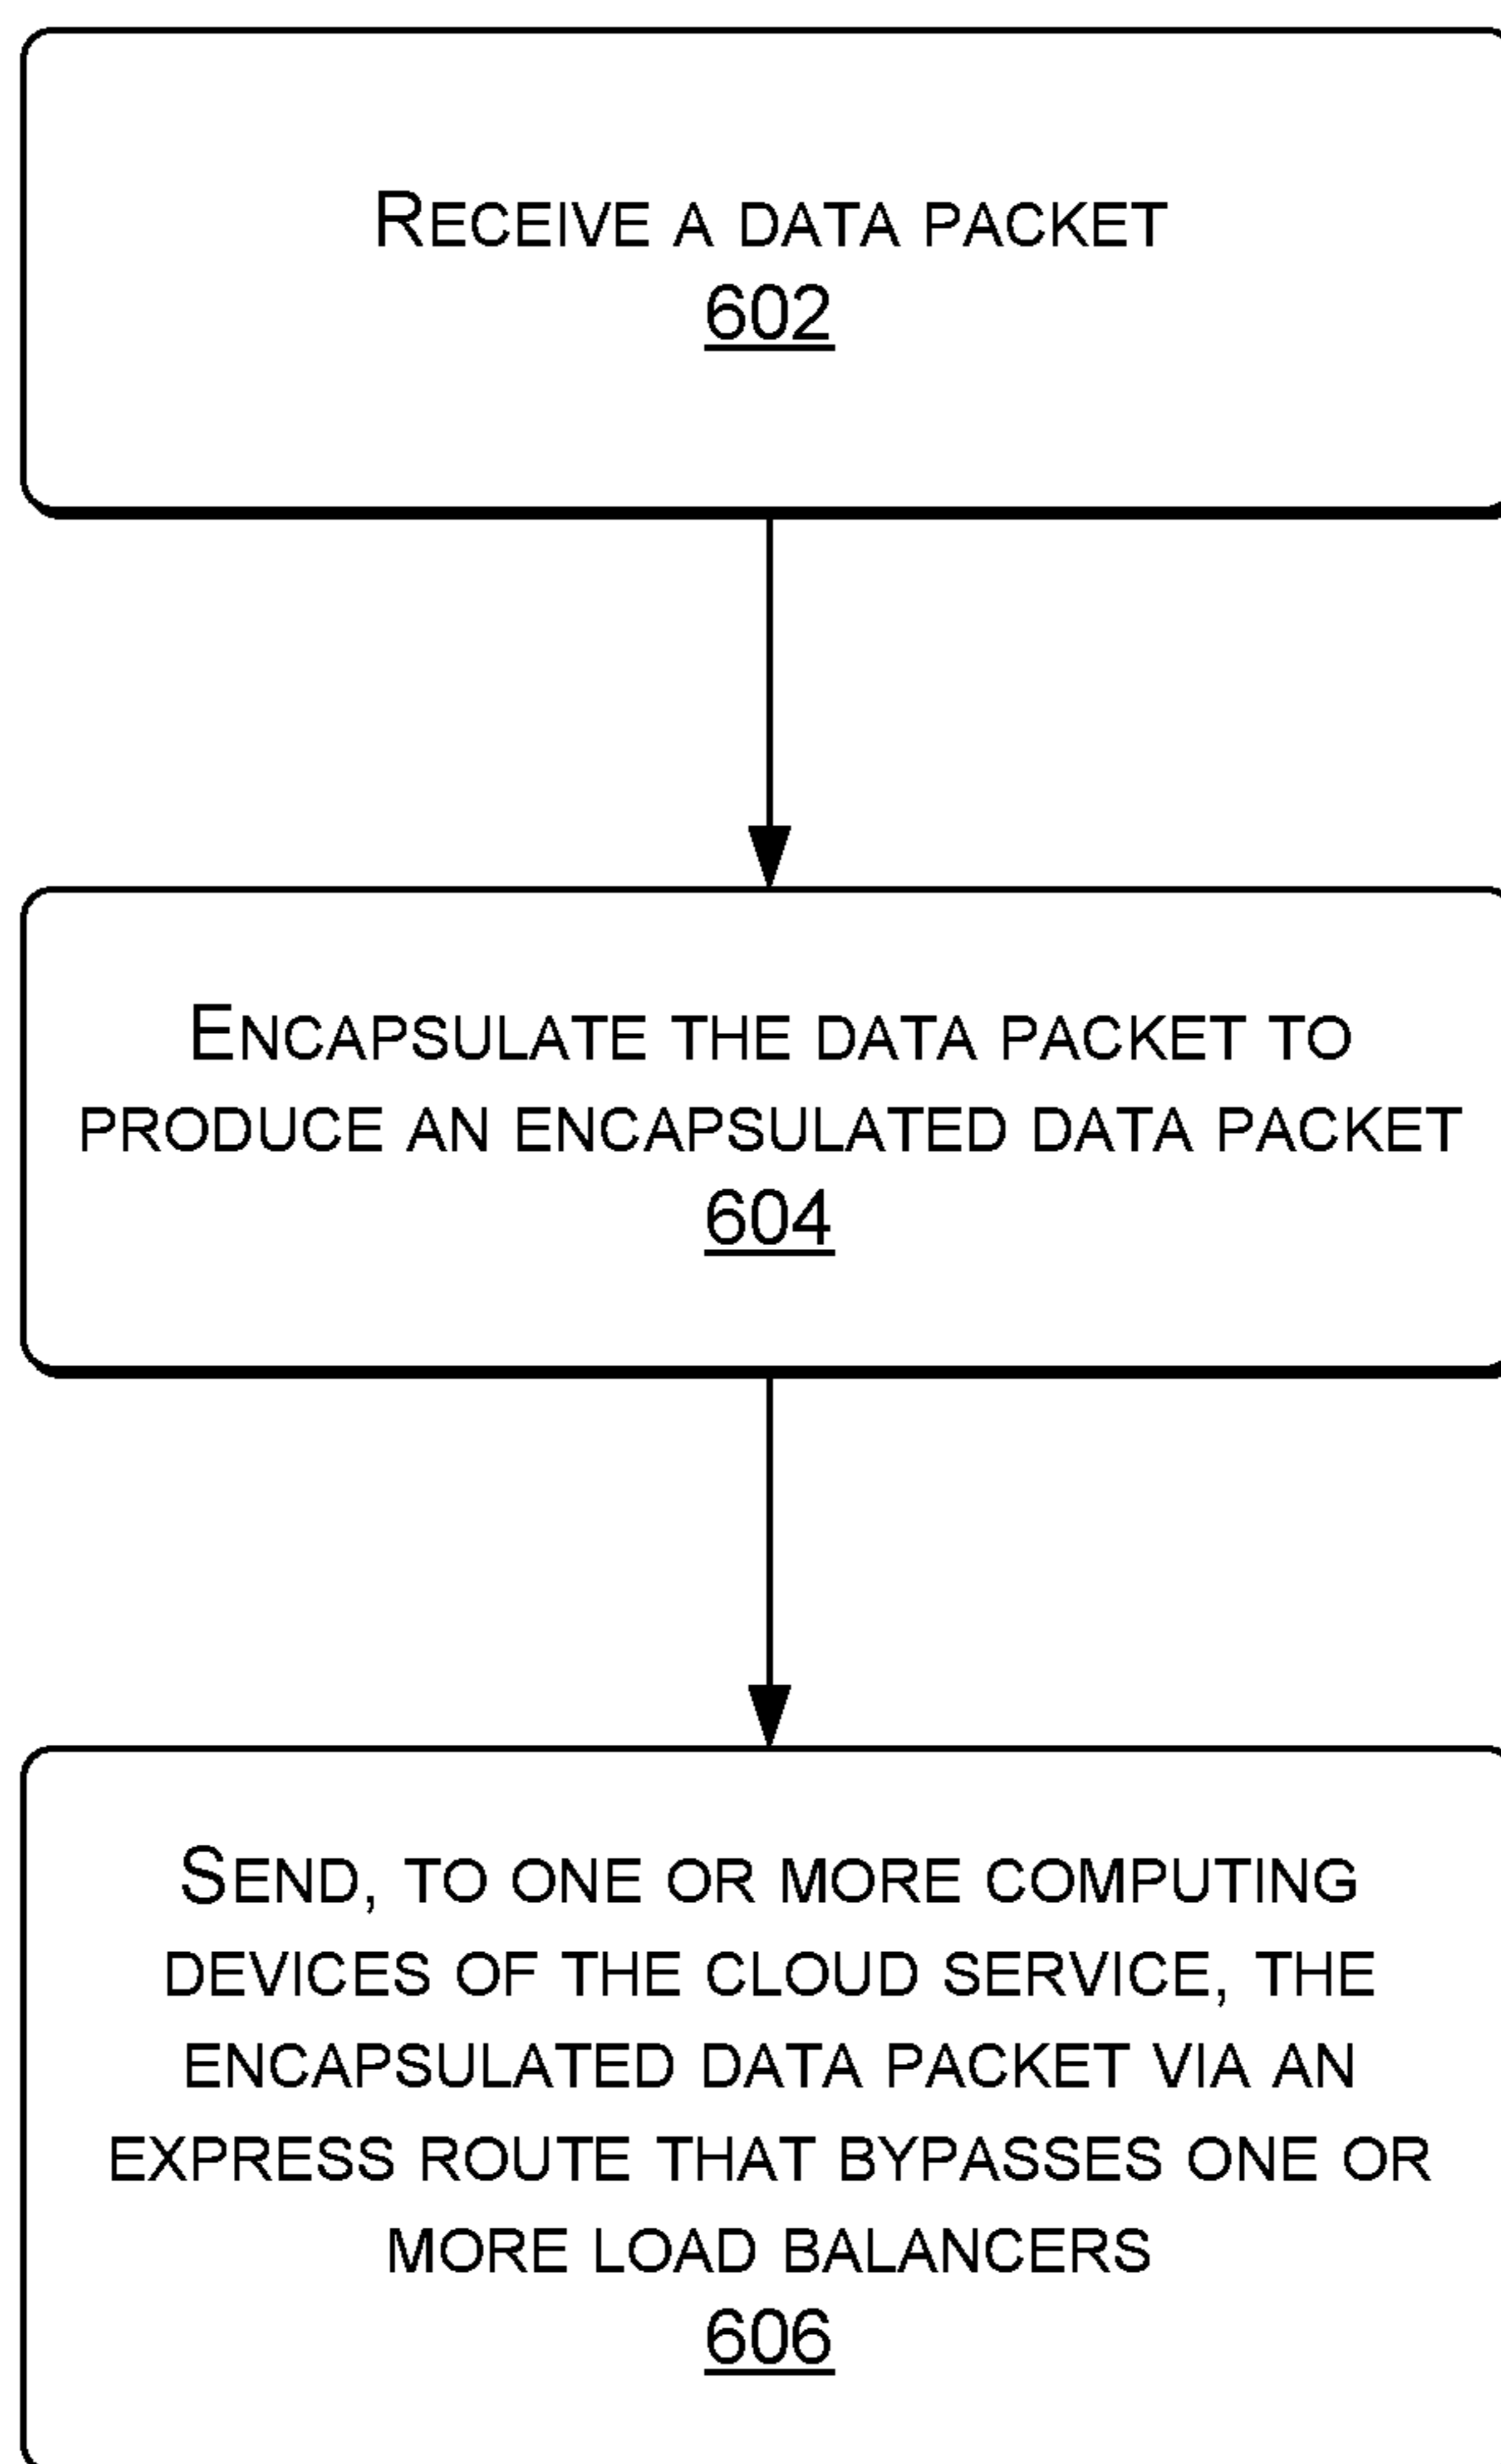 RECEIVE A DATA PACKET
602
ENCAPSULATE THE DATA PACKET TO
PRODUCE AN ENCAPSULATED DATA PACKET
604
SEND, TO ONE OR MORE COMPUTING
DEVICES OF THE CLOUD SERVICE, THE
ENCAPSULATED DATA PACKET VIA AN
EXPRESS ROUTE THAT BYPASSES ONE OR
MORE LOAD BALANCERS
606